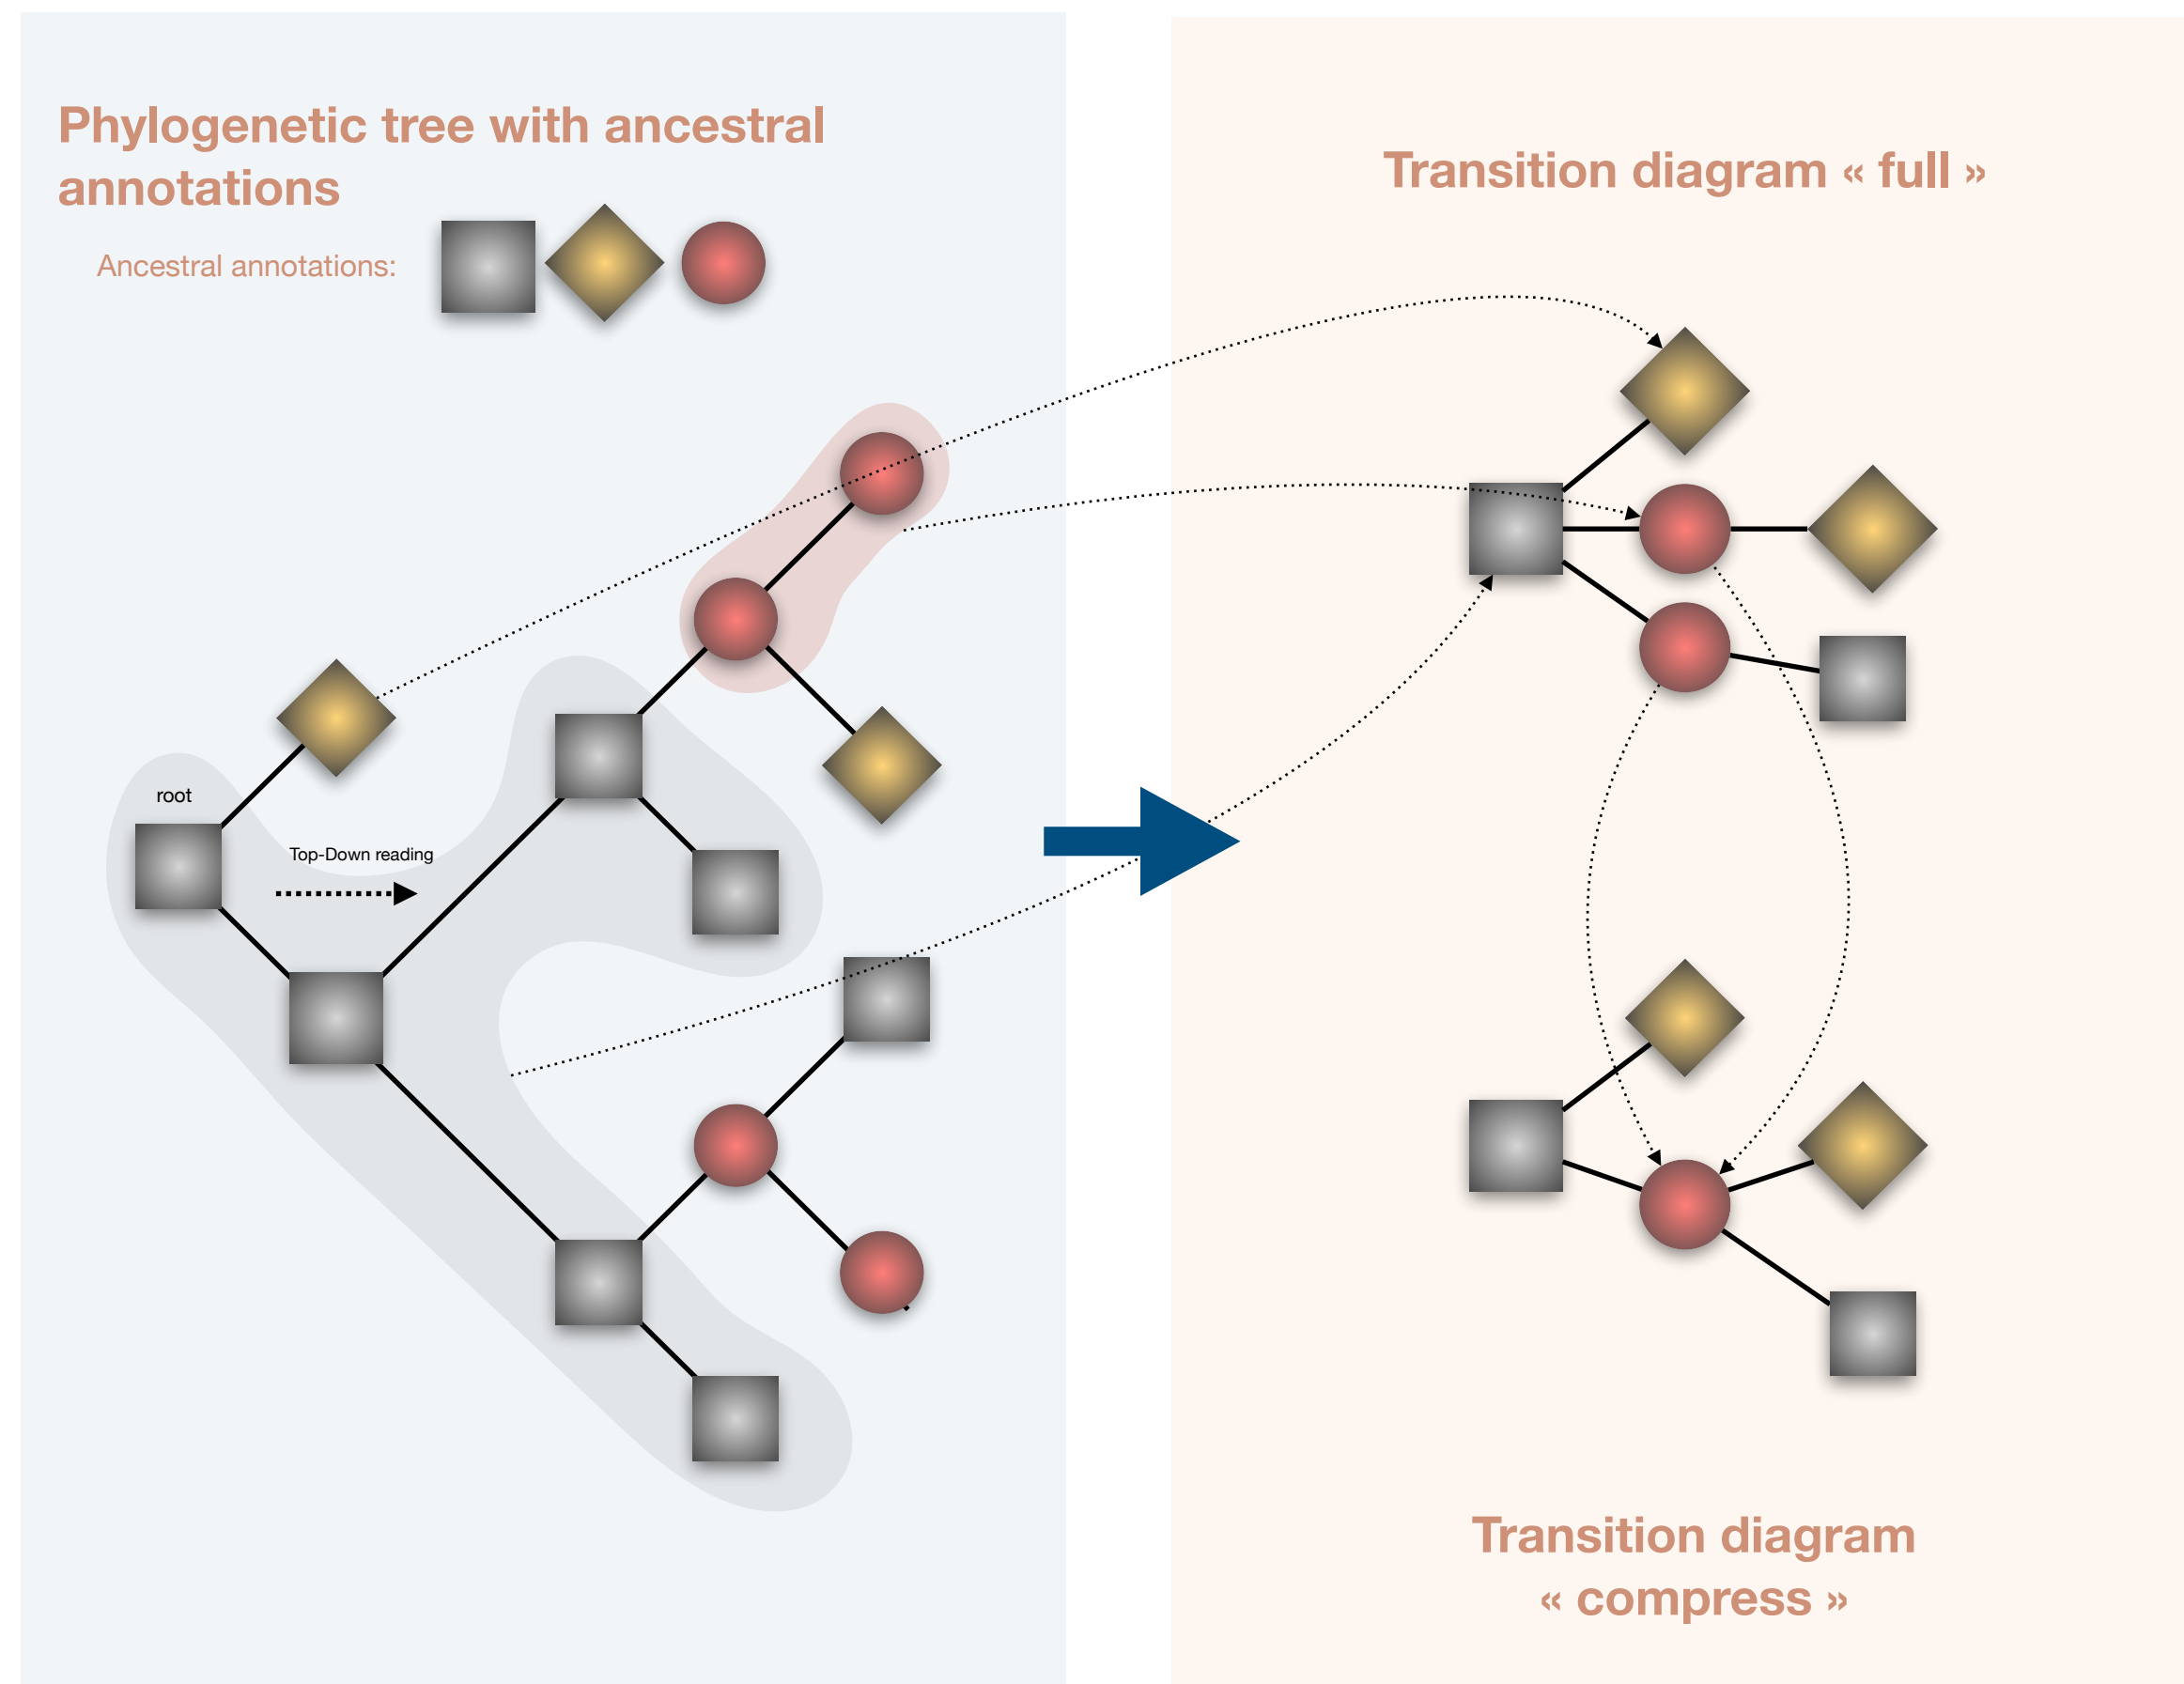 Phylogenetic tree with ancestral
annotations
Ancestral annotations:
root
Top-Down reading
Transition diagram « full »
Transition diagram
« compress »